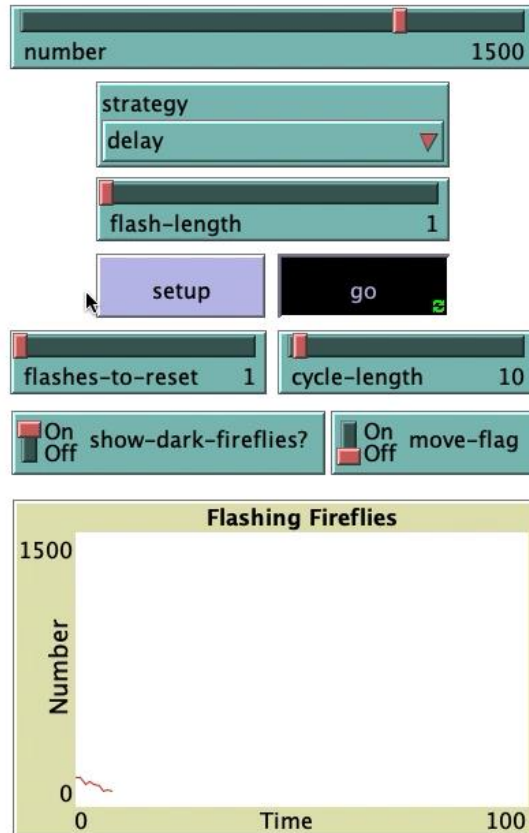 number 1500
strategy
delay
flash-length 1
setup
go
flashes-to-reset 1
cycle-length 10
On
Off
show-dark-fireflies?
On
Off
move-flag
Flashing Fireflies
1500
Number
0
0 Time 100